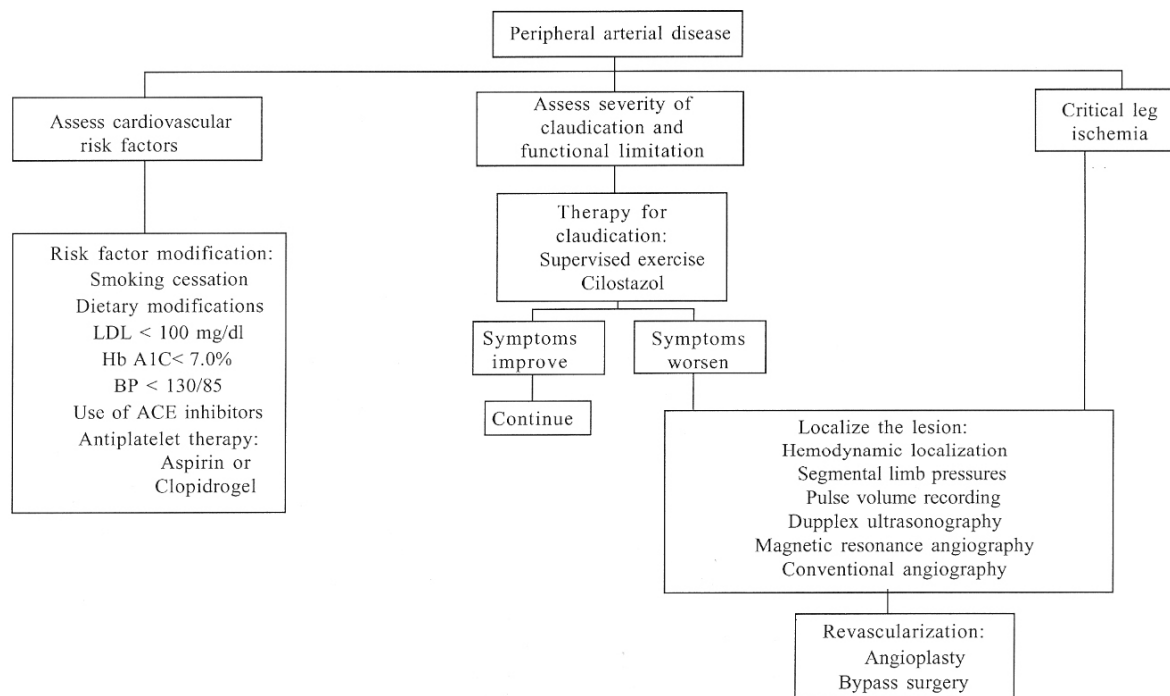 Peripheral arterial disease
Assess cardiovascular
risk factors
Assess severity of
claudication and
functional limitation
Critical leg
ischemia
Risk factor modification:
Smoking cessation
Dietary modifications
LDL < 100 mg/dl
Hb A1C< 7.0%
BP < 130/85
Use of ACE inhibitors
Antiplatelet therapy:
Aspirin or
Clopidrogel
Therapy for
claudication:
Supervised exercise
Cilostazol
Symptoms
improve
Symptoms
worsen
Continue
Localize the lesion:
Hemodynamic localization
Segmental limb pressures
Pulse volume recording
Dupplex ultrasonography
Magnetic resonance angiography
Conventional angiography
Revascularization:
Angioplasty
Bypass surgery